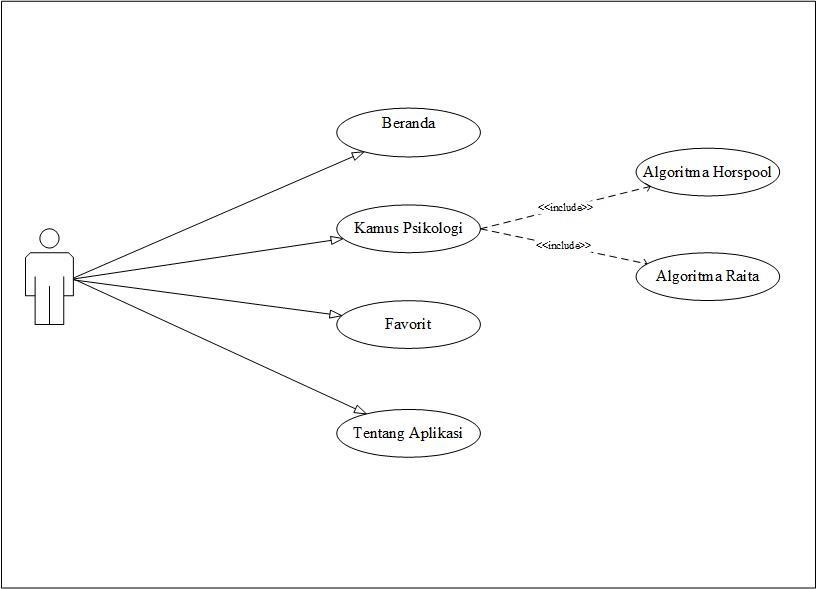 Beranda
Algoritma Horspool
<<include>>
Kamus Psikologi
<<include>>
Algoritma Raita
Favorit
Tentang Aplikasi